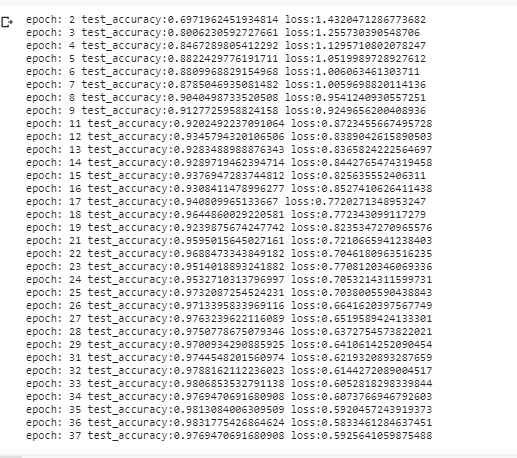 epoch: 2 test_accuracy:0.6971962451934814 loss:1.4320471286773682
epoch: 3 test_accuracy:0.8006230592727661 loss:1.255730390548706
epoch: 4 test_accuracy:0.8467289805412292 loss:1.1295710802078247
epoch: 5 test_accuracy:0.8822429776191711 loss:1.0519989728927612
epoch: 6 test_accuracy:0.8809968829154968 loss:1.006063461303711
epoch: 7 test_accuracy:0.8785046935081482 loss:1.0059698820114136
epoch: 8 test_accuracy:0.9040498733520508 loss:0.9541240930557251
epoch: 9 test_accuracy:0.9127725958824158 loss:0.9249656200408936
epoch: 11 test_accuracy:0.9202492237091064 loss:0.8723455667495728
epoch: 12 test_accuracy:0.9345794320106506 loss:0.8389042615890503
epoch: 13 test_accuracy:0.9283488988876343 loss:0.8365824222564697
epoch: 14 test_accuracy:0.9289719462394714 loss:0.8442765474319458
epoch: 15 test_accuracy:0.9376947283744812 loss:0.825635552406311
epoch: 16 test_accuracy:0.9308411478996277 loss:0.8527410626411438
epoch: 17 test_accuracy:0.940809965133667 loss:0.7720271348953247
epoch: 18 test_accuracy:0.9644860029220581 loss:0.772343099117279
epoch: 19 test_accuracy:0.9239875674247742 loss:0.8235347270965576
epoch: 21 test_accuracy:0.9595015645027161 loss:0.7210665941238403
epoch: 22 test_accuracy:0.9688473343849182 loss:0.7046180963516235
epoch: 23 test_accuracy:0.9514018893241882 loss:0.7708120346069336
epoch: 24 test_accuracy:0.9532710313796997 loss:0.7053214311599731
epoch: 25 test_accuracy:0.9732087254524231 loss:0.7038005590438843
epoch: 26 test_accuracy:0.9713395833969116 loss:0.6641620397567749
epoch: 27 test_accuracy:0.9763239622116089 loss:0.6519589424133301
epoch: 28 test_accuracy:0.9750778675079346 loss:0.6372754573822021
epoch: 29 test_accuracy:0.9700934290885925 loss:0.6410614252090454
epoch: 31 test_accuracy:0.9744548201560974 loss:0.6219320893287659
epoch: 32 test_accuracy:0.9788162112236023 loss:0.6144272089004517
epoch: 33 test_accuracy:0.9806853532791138 loss:0.6052818298339844
epoch: 34 test_accuracy:0.9769470691680908 loss:0.6073766946792603
epoch: 35 test_accuracy:0.9813084006309509 loss:0.5920457243919373
epoch: 36 test_accuracy:0.9831775426864624 loss:0.5833461284637451
epoch: 37 test_accuracy:0.9769470691680908 loss:0.5925641059875488